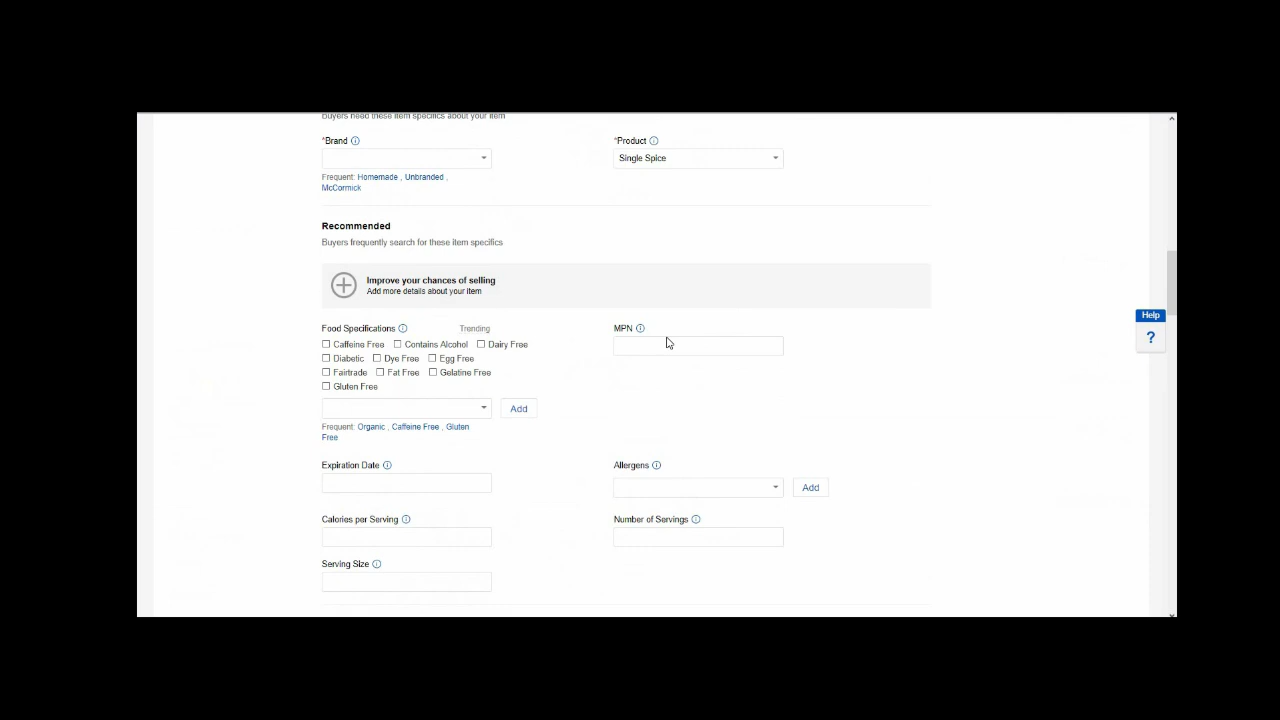 Buyers need these item specifics about your item
*Brand
*Product
Single Spice
Frequent: Homemade , Unbranded ,
McCormick
Recommended
Buyers frequently search for these item specifics
Improve your chances of selling
Add more details about your item
Food Specifications
Trending
MPN
Caffeine Free Contains Alcohol Dairy Free
Diabetic Dye Free Egg Free
Fairtrade Fat Free Gelatine Free
Gluten Free
Add
Frequent: Organic , Caffeine Free , Gluten
Free
Expiration Date
Allergens
Add
Calories per Serving
Number of Servings
Serving Size
Help
?